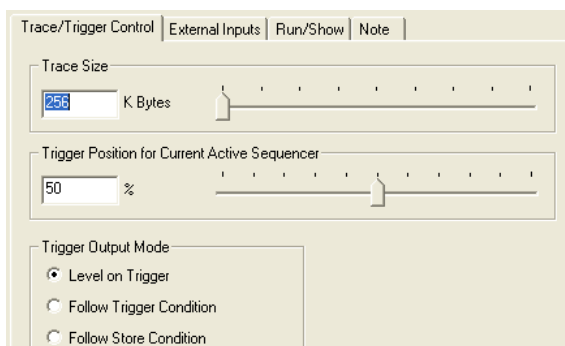 Trace/Trigger Control External Inputs Run/Show Note
Trace Size
256 K Bytes
Trigger Position for Current Active Sequencer
50 %
Trigger Output Mode
Level on Trigger
Follow Trigger Condition
Follow Store Condition